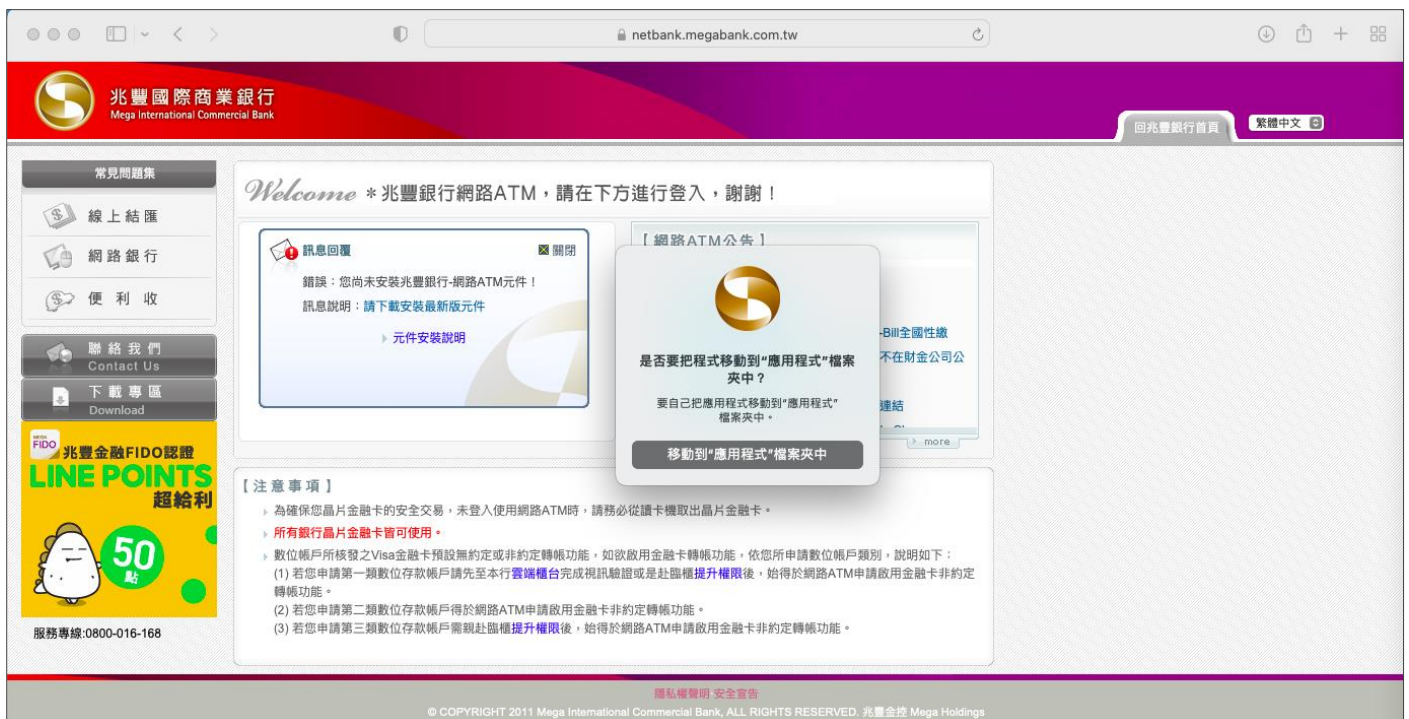 netbank.megabank.com.tw
兆豐國際商業銀行
Mega International Commercial Bank
回兆豐銀行首頁
繁體中文
常見問題集
線上結匯
網路銀行
便利收
聯絡我們
Contact Us
下載專區
Download
FIDO
兆豐金融FIDO認證
LINE POINTS
超給利
50
點
服務專線:0800-016-168
Welcome *兆豐銀行網路ATM，請在下方進行登入，謝謝！
訊息回覆
關閉
錯誤：您尚未安裝兆豐銀行-網路ATM元件！
訊息說明：請下載安裝最新版元件
元件安裝說明
【網路ATM公告】
-Bill全國性繳
不在財金公司公
連結
more
是否要把程式移動到“應用程式”檔案
夾中？
要自己把應用程式移動到“應用程式”
檔案夾中。
移動到“應用程式”檔案夾中
【注意事項】
為確保您晶片金融卡的安全交易，未登入使用網路ATM時，請務必從讀卡機取出晶片金融卡。
所有銀行晶片金融卡皆可使用。
數位帳戶所核發之Visa金融卡預設無約定或非約定轉帳功能，如欲啟用金融卡轉帳功能，依您所申請數位帳戶類別，說明如下：
(1) 若您申請第一類數位存款帳戶請先至本行雲端櫃台完成視訊驗證或是赴臨櫃提升權限後，始得於網路ATM申請啟用金融卡非約定
轉帳功能。
(2) 若您申請第二類數位存款帳戶得於網路ATM申請啟用金融卡非約定轉帳功能。
(3) 若您申請第三類數位存款帳戶需親赴臨櫃提升權限後，始得於網路ATM申請啟用金融卡非約定轉帳功能。
隱私權聲明 安全宣告
© COPYRIGHT 2011 Mega International Commercial Bank, ALL RIGHTS RESERVED. 兆豐金控 Mega Holdings